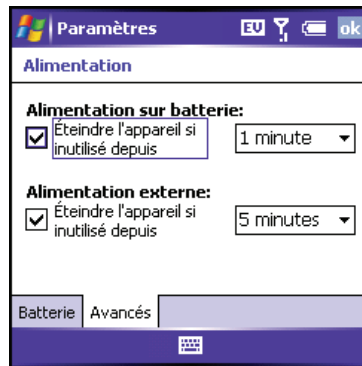 Paramètres EU ok
Alimentation
Alimentation sur batterie:
Éteindre l'appareil si
inutilisé depuis
1 minute
Alimentation externe:
Éteindre l'appareil si
inutilisé depuis
5 minutes
Batterie Avancés